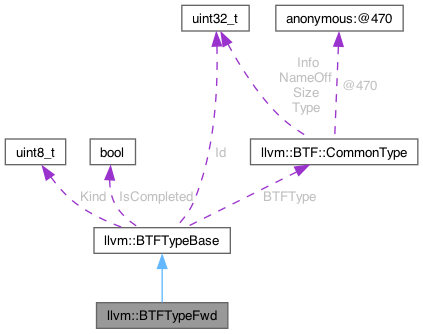 uint32_t
anonymous:@470
Info
NameOff
Size
Type
@470
uint8_t
bool
Id
llvm::BTF::CommonType
Kind
IsCompleted
BTFType
llvm::BTFTypeBase
llvm::BTFTypeFwd